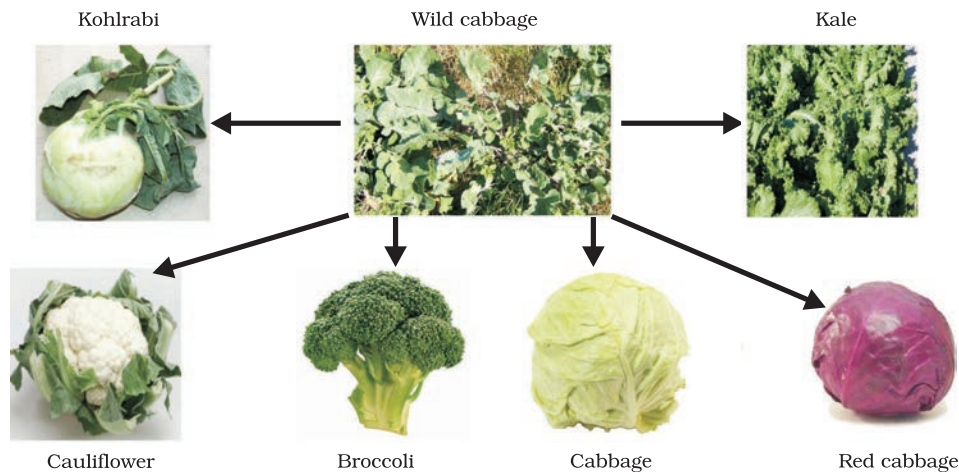 Kohlrabi
Wild cabbage
Kale
Cauliflower
Broccoli
Cabbage
Red cabbage